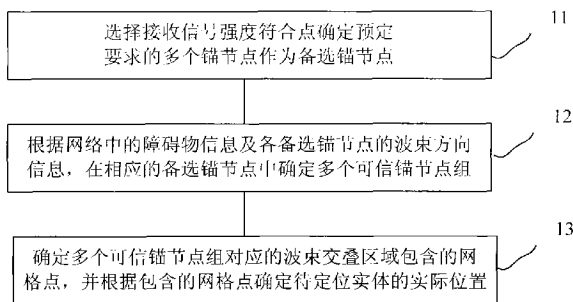 选择接收信号强度符合点确定预定
要求的多个锚节点作为备选锚节点
11
根据网络中的障碍物信息及各备选锚节点的波束方向
信息，在相应的备选锚节点中确定多个可信锚节点组
12
确定多个可信锚节点组对应的波束交叠区域包含的网
格点，并根据包含的网格点确定待定位实体的实际位置
13